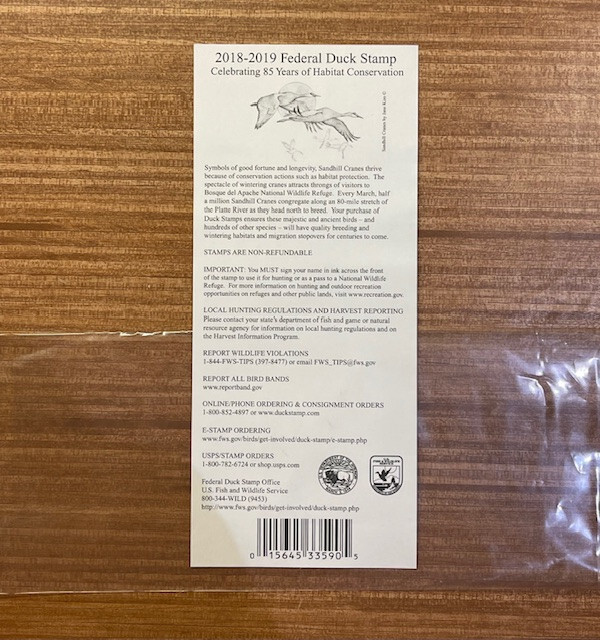 2018-2019 Federal Duck Stamp
Celebrating 85 Years of Habitat Conservation
Sandhill Cranes by Jane Kim ©
Symbols of good fortune and longevity, Sandhill Cranes thrive
because of conservation actions such as habitat protection. The
spectacle of wintering cranes attracts throngs of visitors to
Bosque del Apache National Wildlife Refuge. Every March, half
a million Sandhill Cranes congregate along an 80-mile stretch of
the Platte River as they head north to breed. Your purchase of
Duck Stamps ensures these majestic and ancient birds – and
hundreds of other species – will have quality breeding and
wintering habitats and migration stopovers for centuries to come.
STAMPS ARE NON-REFUNDABLE
IMPORTANT: You MUST sign your name in ink across the front
of the stamp to use it for hunting or as a pass to a National Wildlife
Refuge. For more information on hunting and outdoor recreation
opportunities on refuges and other public lands, visit www.recreation.gov.
LOCAL HUNTING REGULATIONS AND HARVEST REPORTING
Please contact your state's department of fish and game or natural
resource agency for information on local hunting regulations and on
the Harvest Information Program.
REPORT WILDLIFE VIOLATIONS
1-844-FWS-TIPS (397-8477) or email FWS_TIPS@fws.gov
REPORT ALL BIRD BANDS
www.reportband.gov
ONLINE/PHONE ORDERING & CONSIGNMENT ORDERS
1-800-852-4897 or www.duckstamp.com
E-STAMP ORDERING
www.fws.gov/birds/get-involved/duck-stamp/e-stamp.php
USPS/STAMP ORDERS
1-800-782-6724 or shop.usps.com
Federal Duck Stamp Office
U.S. Fish and Wildlife Service
800-344-WILD (9453)
http://www.fws.gov/birds/get-involved/duck-stamp.php
0 15645 33590 5